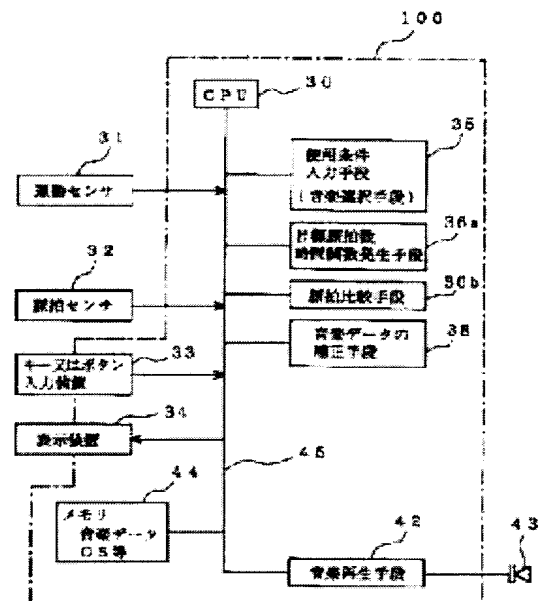 100
CPU
30
31
運動センサ
35
使用条件
入力手段
(音楽選択手段)
36a
目標脈拍数
時間関数発生手段
32
脈拍センサ
36b
脈拍比較手段
38
音楽データの
補正手段
33
キー又はボタン
入力装置
34
表示装置
45
44
メモリ
音楽データ
OS等
42
音楽再生手段
43